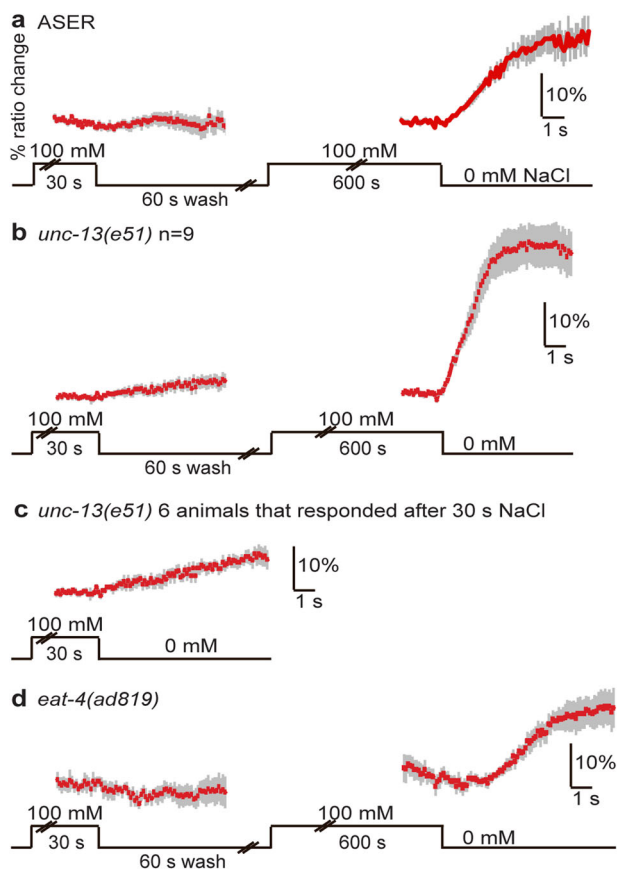 a ASER
% ratio change
10%
1 s
100 mM 100 mM
30 s 600 s 0 mM NaCl
60 s wash
b unc-13(e51) n=9
10%
1 s
100 mM 100 mM
30 s 600 s 0 mM
60 s wash
c unc-13(e51) 6 animals that responded after 30 s NaCl
10%
1 s
100 mM
30 s 0 mM
d eat-4(ad819)
10%
1 s
100 mM 100 mM
30 s 600 s 0 mM
60 s wash